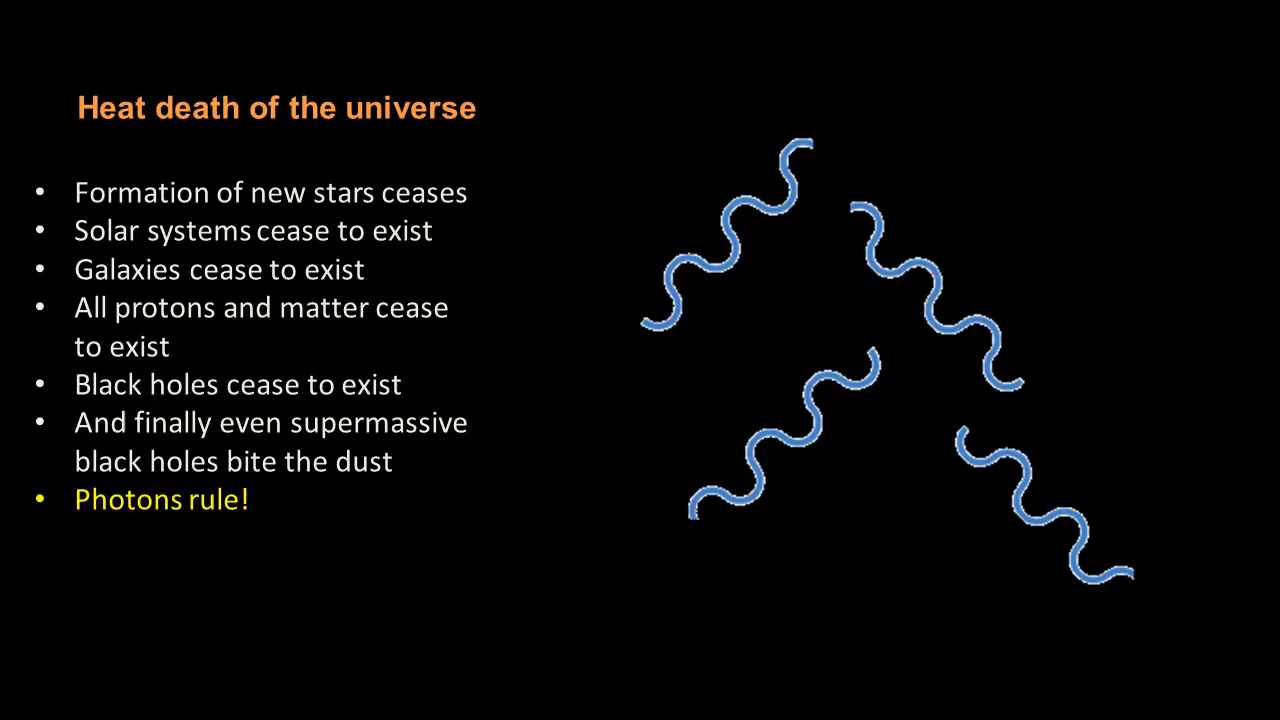 Heat death of the universe
• Formation of new stars ceases
• Solar systems cease to exist
• Galaxies cease to exist
• All protons and matter cease
to exist
• Black holes cease to exist
• And finally even supermassive
black holes bite the dust
• Photons rule!